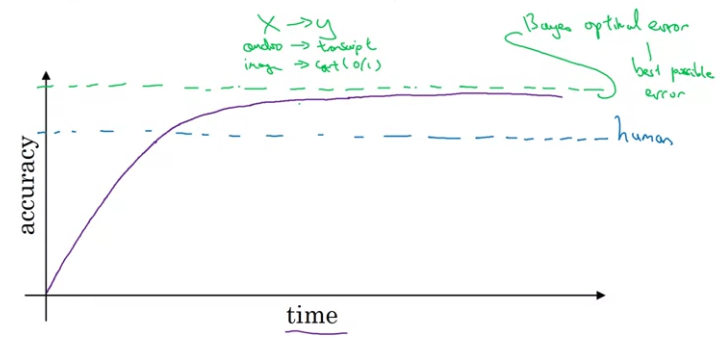 X → y
audio → transcript
image → cat (0/1)
Bayes optimal error
best possible
error
human
accuracy
time